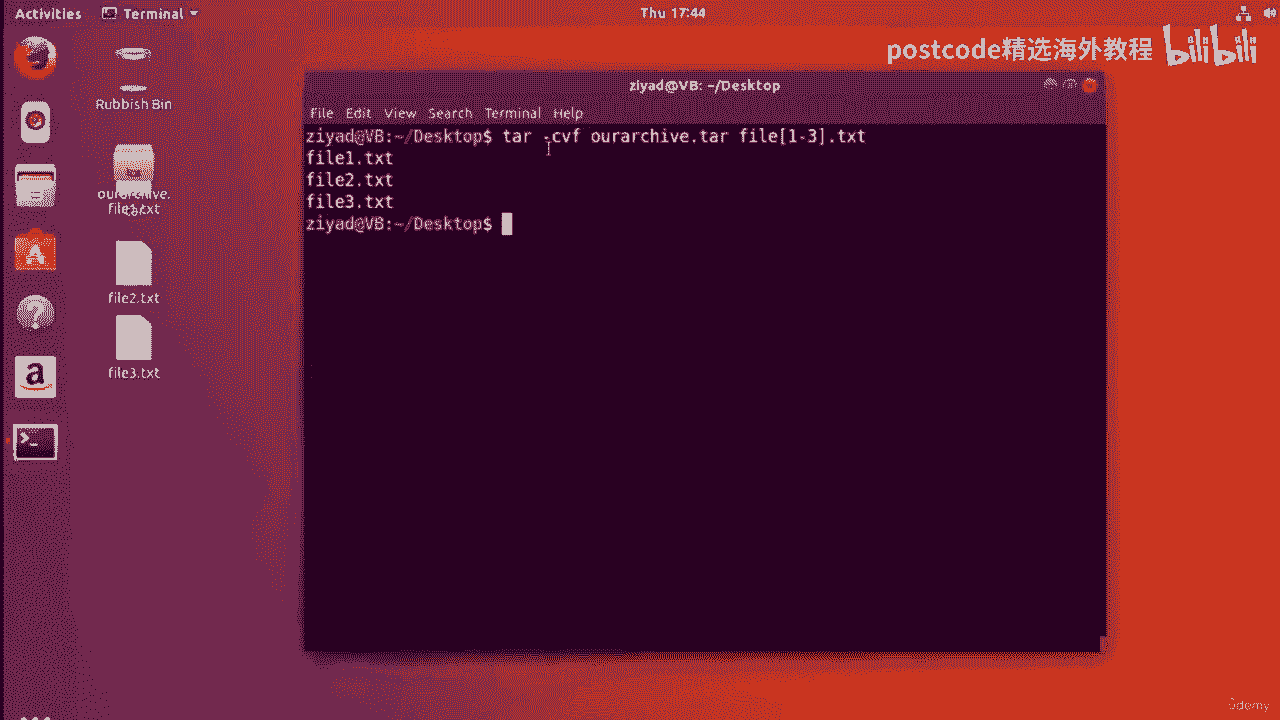 Activities Terminal Thu 17:44
postcode精选海外教程 bilibili
Rubbish Bin
ourarchive.
file1.txt
file2.txt
file3.txt
ziyad@VB: ~/Desktop
File Edit View Search Terminal Help
ziyad@VB:~/Desktop$ tar -cvf ourarchive.tar file[1-3].txt
file1.txt
file2.txt
file3.txt
ziyad@VB:~/Desktop$
ûdemy